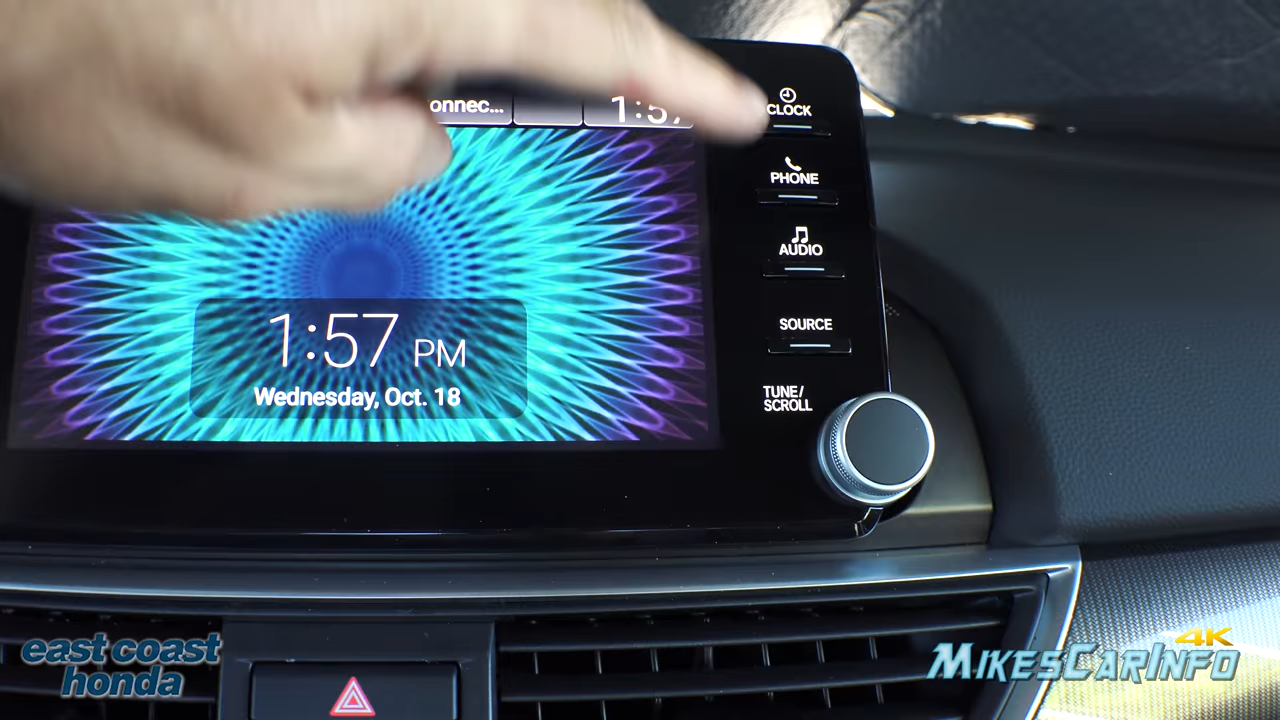 onnec...
1:57
CLOCK
PHONE
AUDIO
SOURCE
TUNE/
SCROLL
1:57 PM
Wednesday, Oct. 18
east coast
honda
4K
MIKESCARINFO